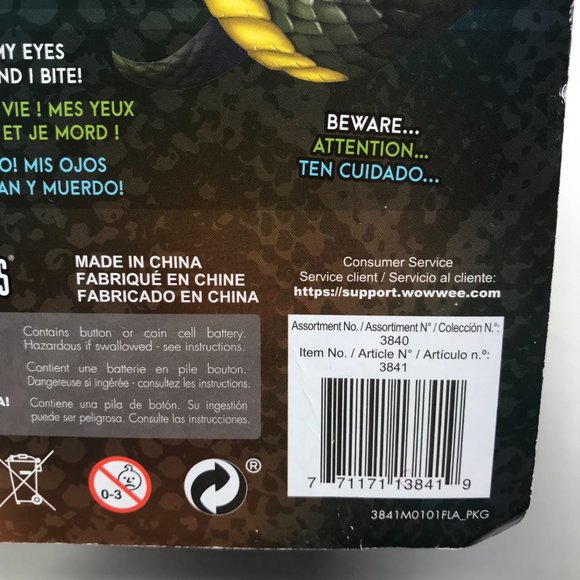 MY EYES
ND I BITE!
VIE ! MES YEUX
ET JE MORD !
O! MIS OJOS
AN Y MUERDO!
BEWARE...
ATTENTION...
TEN CUIDADO...
S®
MADE IN CHINA
FABRIQUÉ EN CHINE
FABRICADO EN CHINA
Consumer Service
Service client / Servicio al cliente:
https://support.wowwee.com
Contains button or coin cell battery.
Hazardous if swallowed - see instructions.
Contient une batterie en pile bouton.
Dangereuse si ingérée - consultez les instructions.
A!
Contiene una pila de botón. Su ingestión
puede ser peligrosa. Consulte las instrucciones.
Assortment No. / Assortiment N° / Colección N.º:
3840
Item No. / Article N° / Artículo n.º:
3841
7 71171 13841 9
0-3
®
3841M0101FLA_PKG